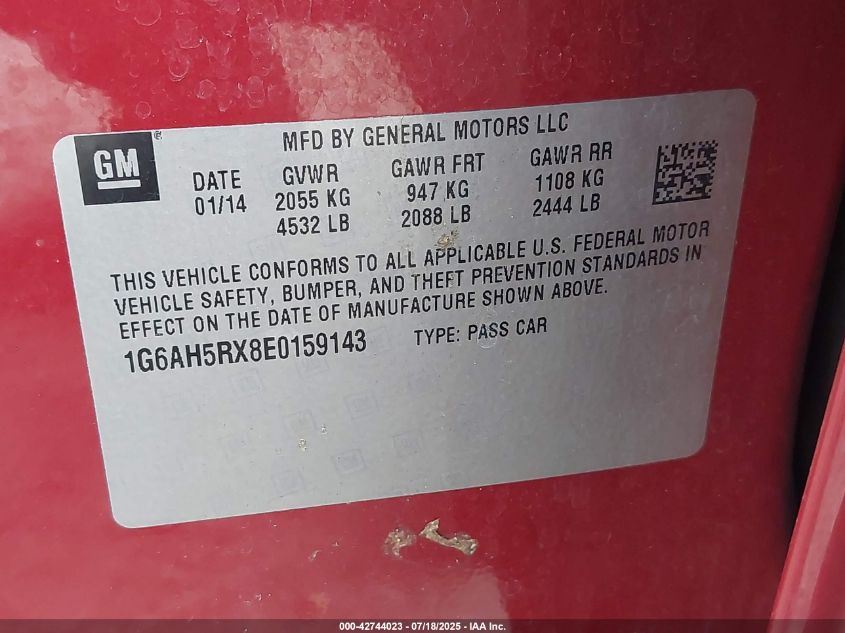 MFD BY GENERAL MOTORS LLC
GM®
DATE GVWR GAWR FRT GAWR RR
01/14 2055 KG 947 KG 1108 KG
4532 LB 2088 LB 2444 LB
THIS VEHICLE CONFORMS TO ALL APPLICABLE U.S. FEDERAL MOTOR
VEHICLE SAFETY, BUMPER, AND THEFT PREVENTION STANDARDS IN
EFFECT ON THE DATE OF MANUFACTURE SHOWN ABOVE.
1G6AH5RX8E0159143 TYPE: PASS CAR
000-42744023 - 07/18/2025 - IAA Inc.